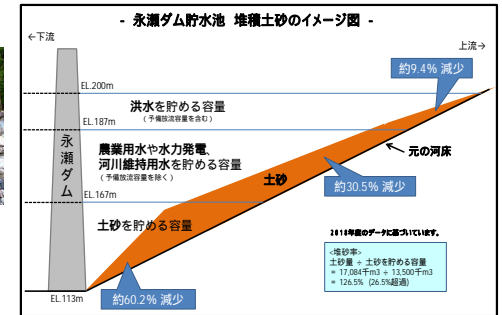 - 永瀬ダム貯水池 堆積土砂のイメージ図 -
←下流
上流→
約9.4% 減少
EL.200m
洪水を貯める容量
(予備放流容量を含む)
EL.187m
永瀬ダム
農業用水や水力発電、
河川維持用水を貯める容量
(予備放流容量を除く)
元の河床
土砂
約30.5% 減少
EL.167m
土砂を貯める容量
2018年度のデータに基づいています。
<堆砂率>
土砂量 ÷ 土砂を貯める容量
= 17,084千m3 ÷ 13,500千m3
= 126.5% (26.5%超過)
EL.113m
約60.2% 減少